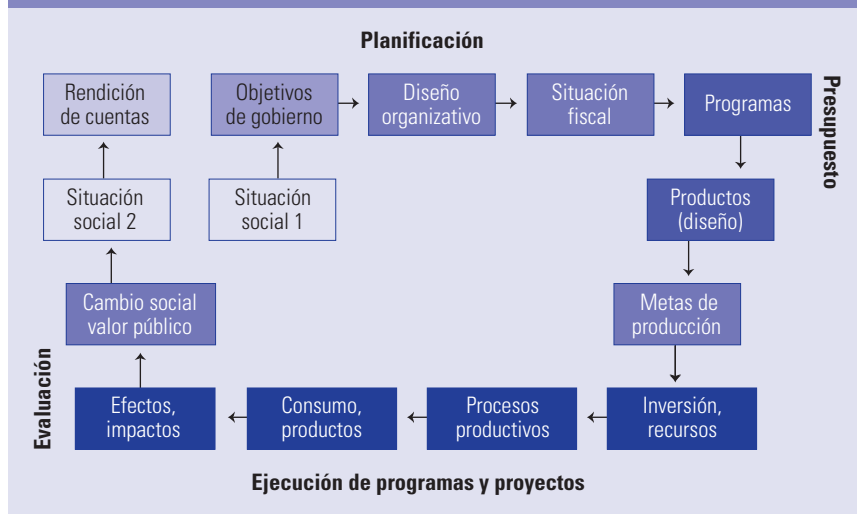 Planificación
Rendición
de cuentas
Objetivos
de gobierno
Diseño
organizativo
Situación
fiscal
Programas
Presupuesto
Situación
social 2
Situación
social 1
Productos
(diseño)
Cambio social
valor público
Metas de
producción
Evaluación
Efectos,
impactos
Consumo,
productos
Procesos
productivos
Inversión,
recursos
Ejecución de programas y proyectos